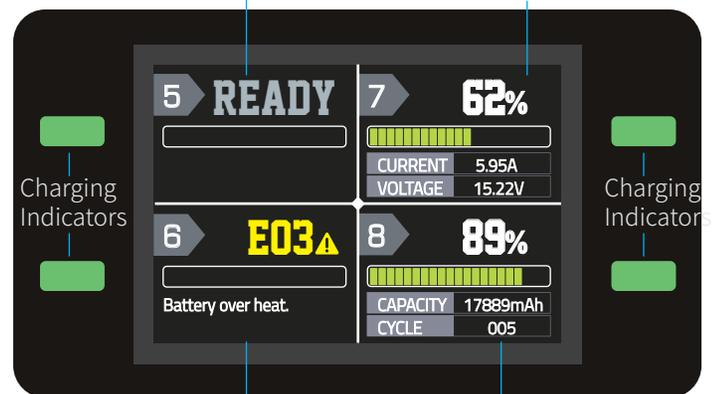 5 READY
7 62%
CURRENT 5.95A
VOLTAGE 15.22V
6 E03
Battery over heat.
8 89%
CAPACITY 17889mAh
CYCLE 005
Charging
Indicators
Charging
Indicators